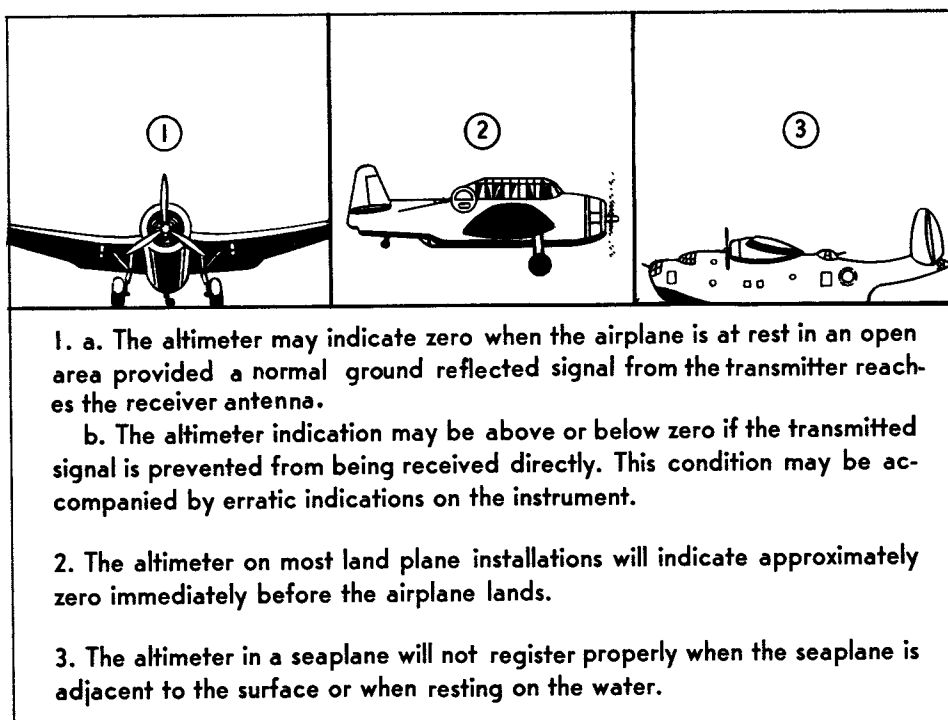 1 2 3
1. a. The altimeter may indicate zero when the airplane is at rest in an open
area provided a normal ground reflected signal from the transmitter reach-
es the receiver antenna.
b. The altimeter indication may be above or below zero if the transmitted
signal is prevented from being received directly. This condition may be ac-
companied by erratic indications on the instrument.
2. The altimeter on most land plane installations will indicate approximately
zero immediately before the airplane lands.
3. The altimeter in a seaplane will not register properly when the seaplane is
adjacent to the surface or when resting on the water.